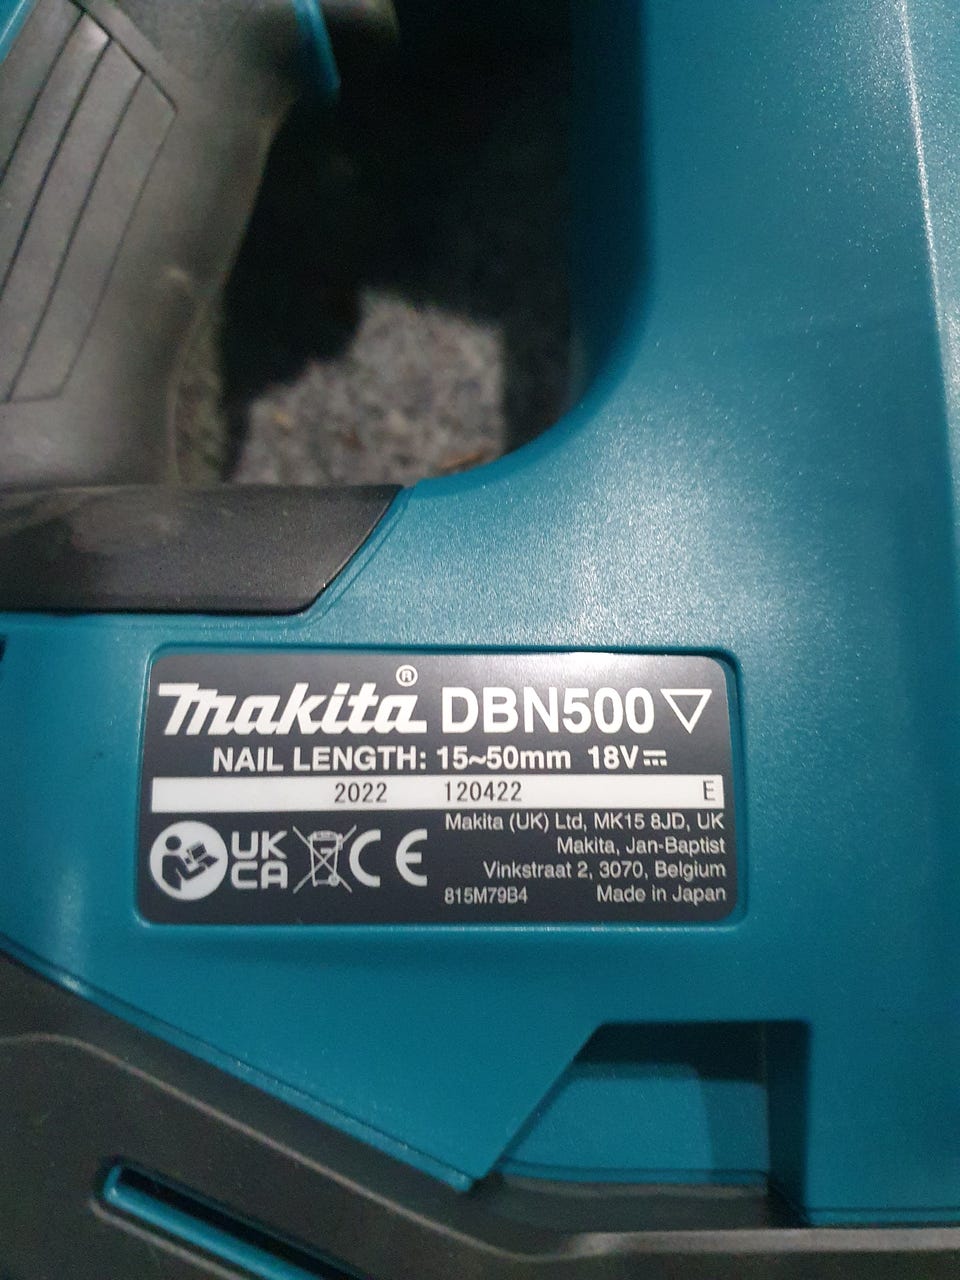 makita® DBN500
NAIL LENGTH: 15~50mm 18V
2022 120422 E
UK
CA
CE
Makita (UK) Ltd, MK15 8JD, UK
Makita, Jan-Baptist
Vinkstraat 2, 3070, Belgium
815M79B4 Made in Japan